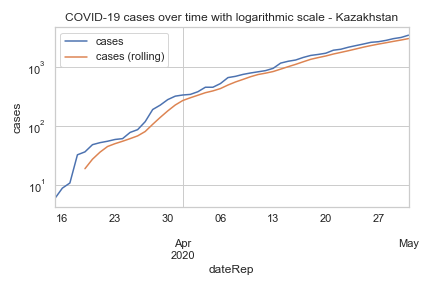 COVID-19 cases over time with logarithmic scale - Kazakhstan
cases
cases (rolling)
10³
10²
10¹
cases
16 23 30 06 13 20 27
Apr May
2020
dateRep